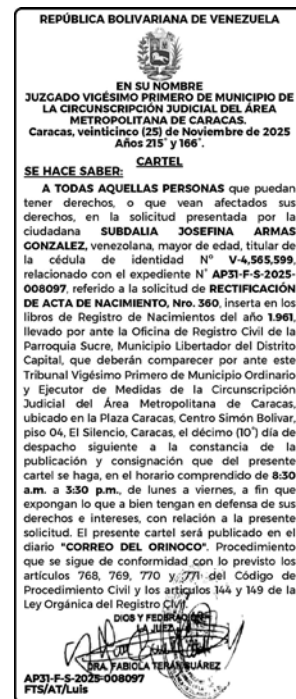 REPÚBLICA BOLIVARIANA DE VENEZUELA
EN SU NOMBRE
JUZGADO VIGÉSIMO PRIMERO DE MUNICIPIO DE
LA CIRCUNSCRIPCIÓN JUDICIAL DEL ÁREA
METROPOLITANA DE CARACAS.
Caracas, veinticinco (25) de Noviembre de 2025
Años 215° y 166°.
CARTEL
SE HACE SABER:
A TODAS AQUELLAS PERSONAS que puedan
tener derechos, o que vean afectados sus
derechos, en la solicitud presentada por la
ciudadana SUBDALIA JOSEFINA ARMAS
GONZALEZ, venezolana, mayor de edad, titular de
la cédula de identidad Nº V-4,565,599,
relacionado con el expediente N° AP31-F-S-2025-
008097, referido a la solicitud de RECTIFICACIÓN
DE ACTA DE NACIMIENTO, Nro. 360, inserta en los
libros de Registro de Nacimientos del año 1.961,
llevado por ante la Oficina de Registro Civil de la
Parroquia Sucre, Municipio Libertador del Distrito
Capital, que deberán comparecer por ante este
Tribunal Vigésimo Primero de Municipio Ordinario
y Ejecutor de Medidas de la Circunscripción
Judicial del Área Metropolitana de Caracas,
ubicado en la Plaza Caracas, Centro Simón Bolívar,
piso 04, El Silencio, Caracas, el décimo (10°) día de
despacho siguiente a la constancia de la
publicación y consignación que del presente
cartel se haga, en el horario comprendido de 8:30
a.m. a 3:30 p.m., de lunes a viernes, a fin que
expongan lo que a bien tengan en defensa de sus
derechos e intereses, con relación a la presente
solicitud. El presente cartel será publicado en el
diario "CORREO DEL ORINOCO". Procedimiento
que se sigue de conformidad con lo previsto los
artículos 768, 769, 770 y 771 del Código de
Procedimiento Civil y los artículos 144 y 149 de la
Ley Orgánica del Registro Civil.
DIOS Y FEDERACIÓN
LA JUEZ
DRA. FABIOLA TERÁN SUÁREZ
AP31-F-S-2025-008097
FTS/AT/Luis